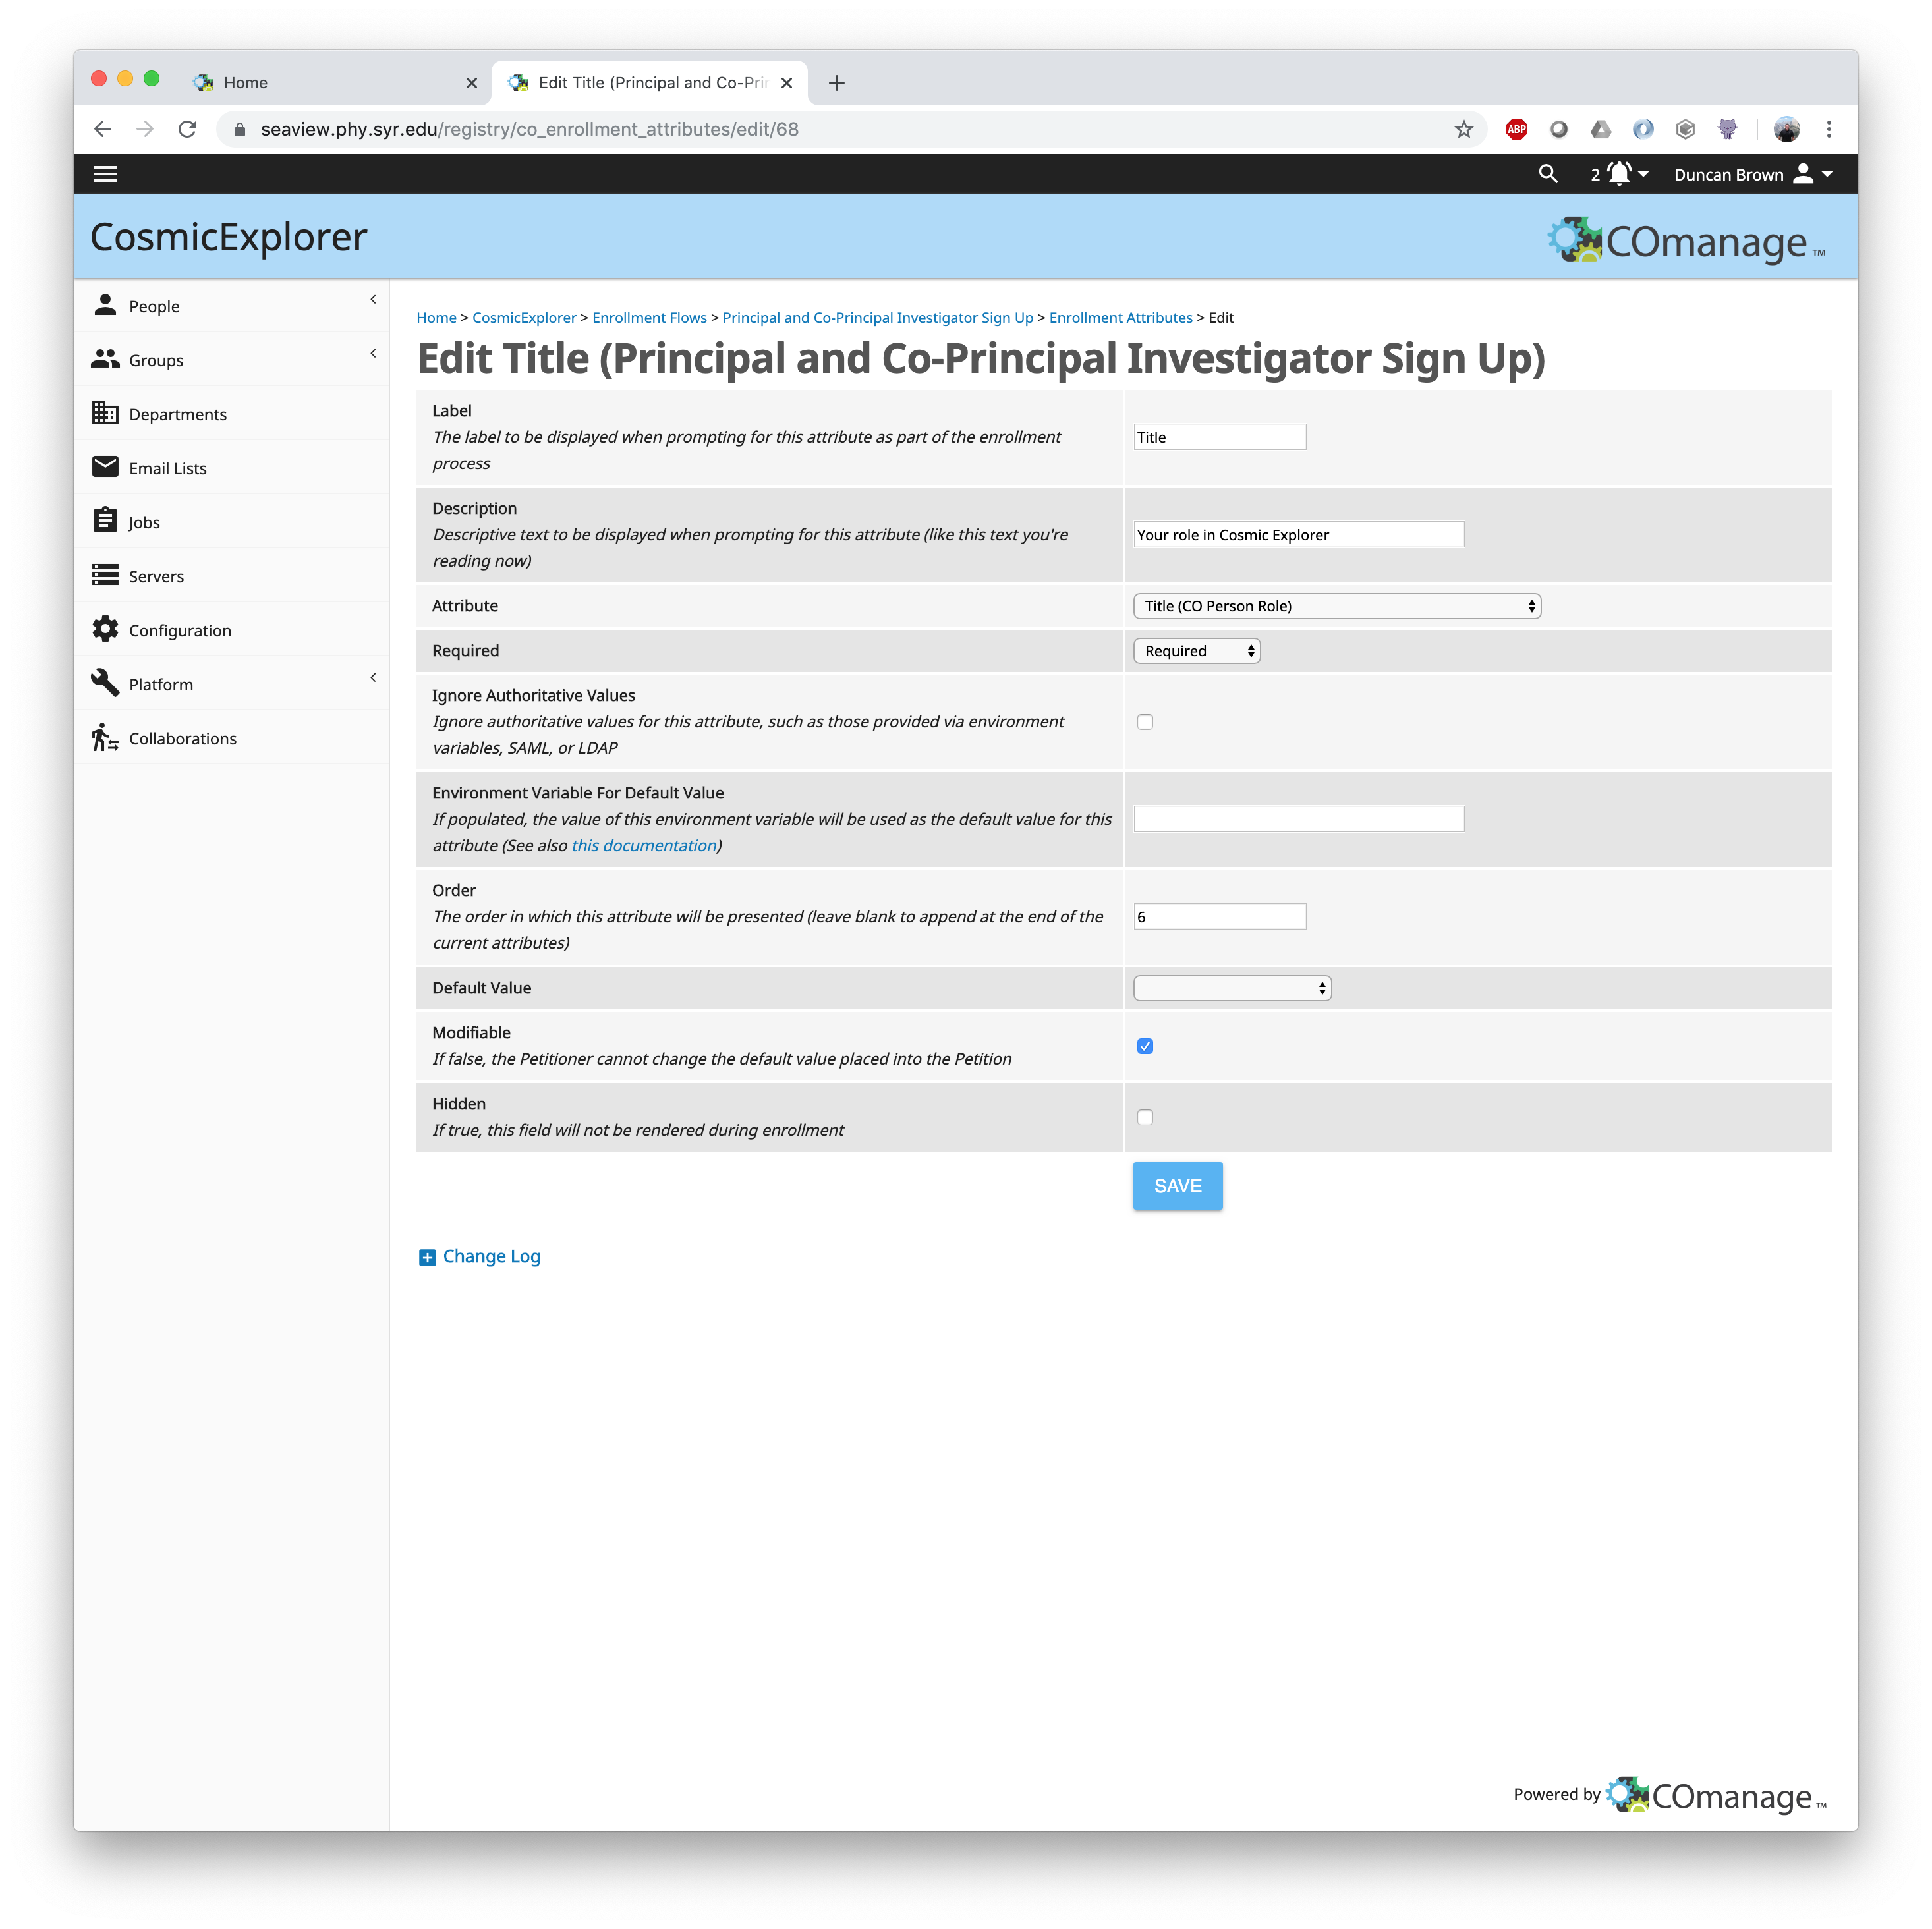 Home
Edit Title (Principal and Co-Prin
seaview.phy.syr.edu/registry/co_enrollment_attributes/edit/68
ABP
2
Duncan Brown
CosmicExplorer
COmanage ™
People
Groups
Departments
Email Lists
Jobs
Servers
Configuration
Platform
Collaborations
Home > CosmicExplorer > Enrollment Flows > Principal and Co-Principal Investigator Sign Up > Enrollment Attributes > Edit
Edit Title (Principal and Co-Principal Investigator Sign Up)
Label
The label to be displayed when prompting for this attribute as part of the enrollment
process
Title
Description
Descriptive text to be displayed when prompting for this attribute (like this text you're
reading now)
Your role in Cosmic Explorer
Attribute
Title (CO Person Role)
Required
Required
Ignore Authoritative Values
Ignore authoritative values for this attribute, such as those provided via environment
variables, SAML, or LDAP
Environment Variable For Default Value
If populated, the value of this environment variable will be used as the default value for this
attribute (See also this documentation)
Order
The order in which this attribute will be presented (leave blank to append at the end of the
current attributes)
6
Default Value
Modifiable
If false, the Petitioner cannot change the default value placed into the Petition
Hidden
If true, this field will not be rendered during enrollment
SAVE
Change Log
Powered by COmanage ™